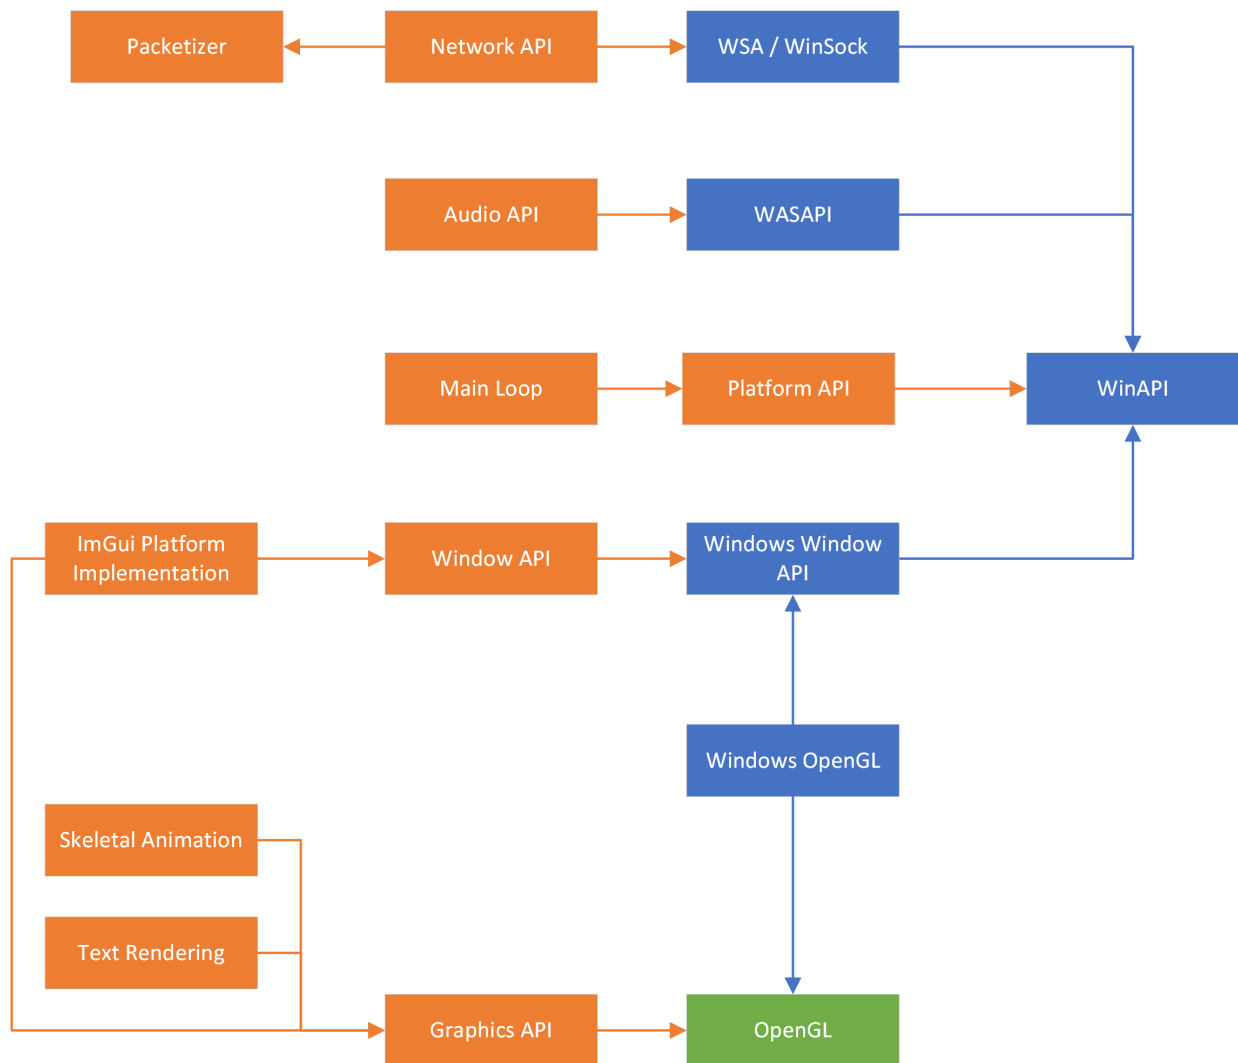 Packetizer
Network API
WSA / WinSock
Audio API
WASAPI
Main Loop
Platform API
WinAPI
ImGui Platform
Implementation
Window API
Windows Window
API
Windows OpenGL
Skeletal Animation
Text Rendering
Graphics API
OpenGL